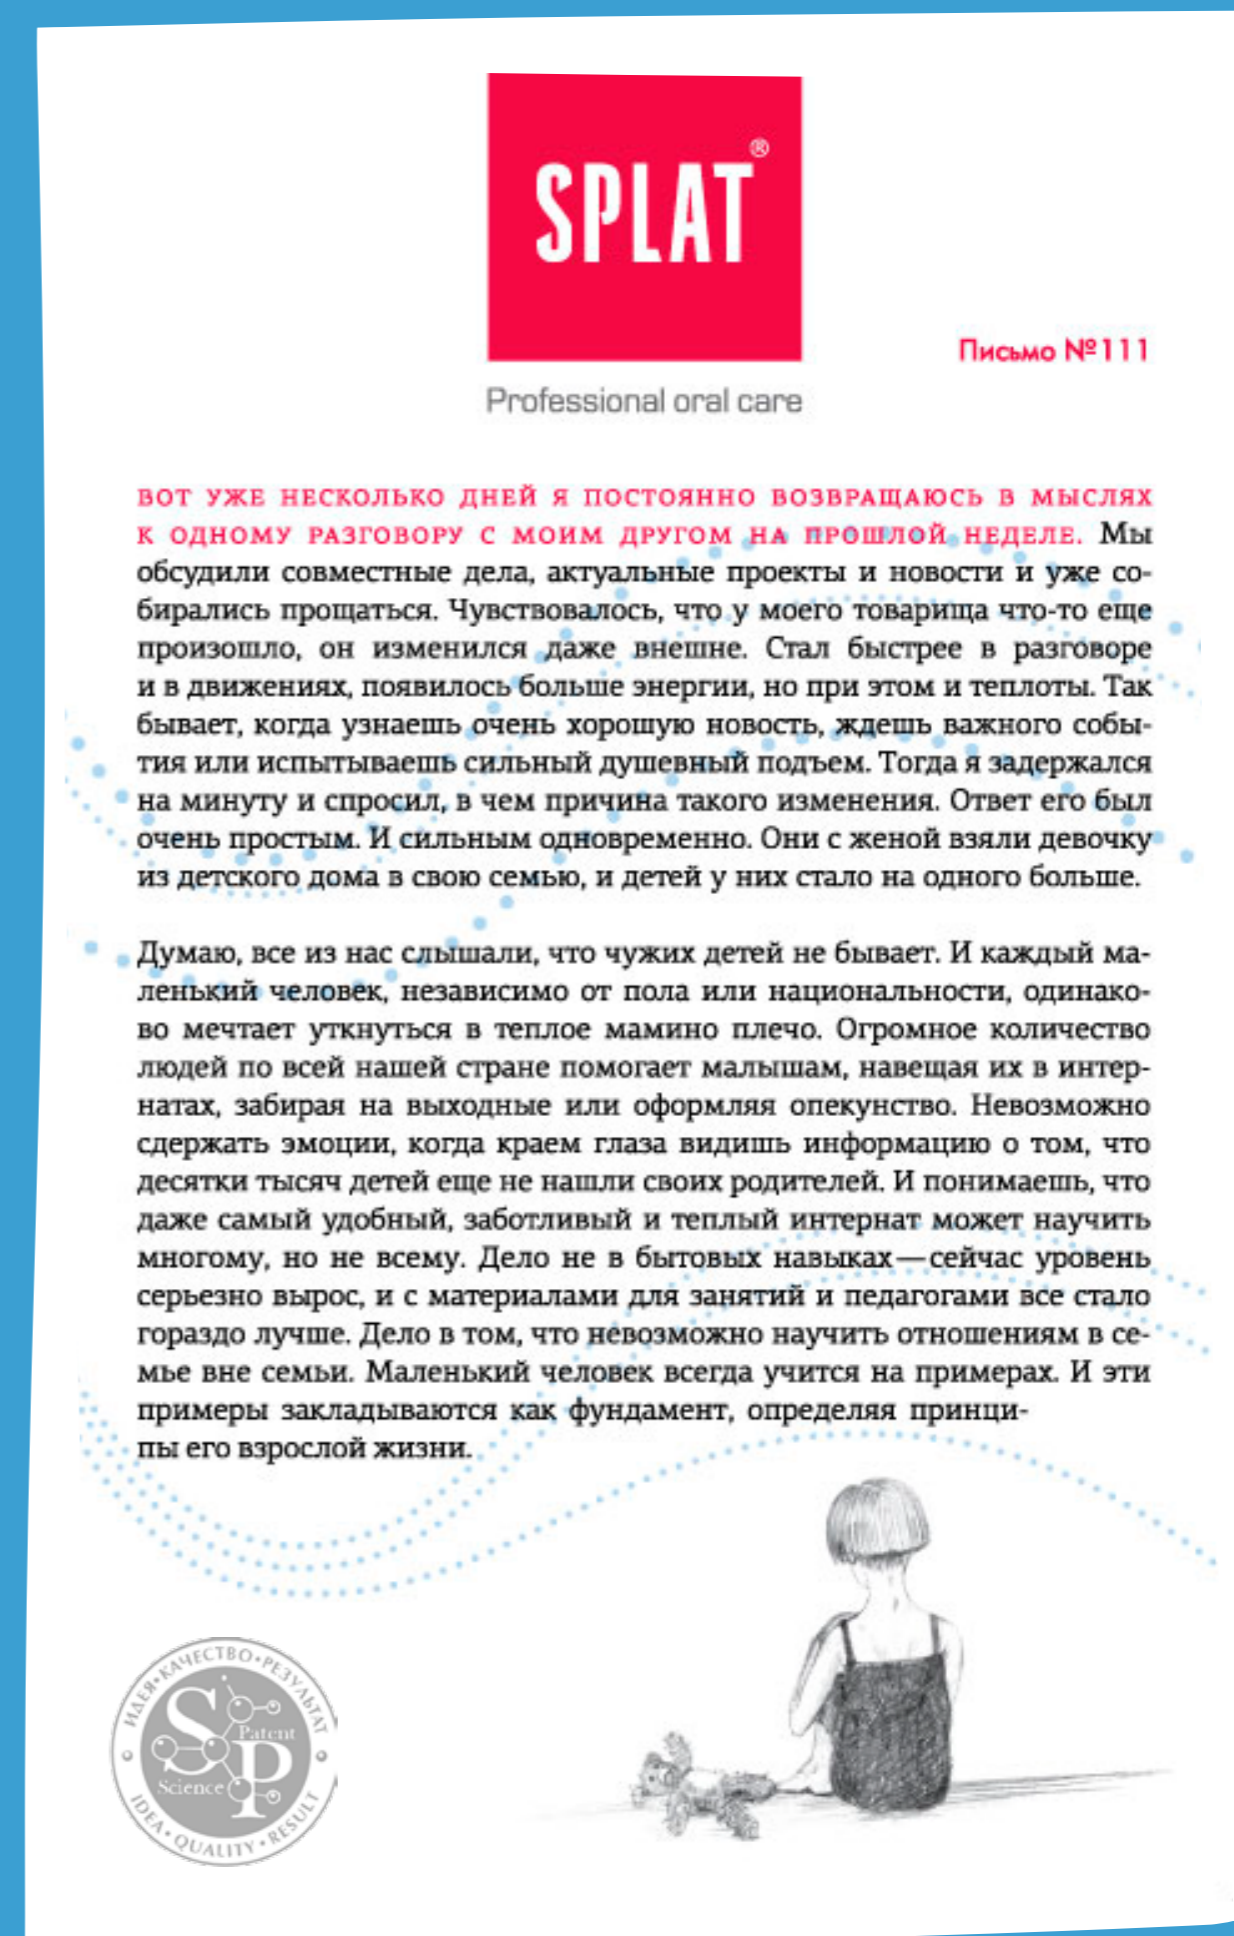 SPLAT®
Письмо №111
Professional oral care
ВОТ УЖЕ НЕСКОЛЬКО ДНЕЙ Я ПОСТОЯННО ВОЗВРАЩАЮСЬ В МЫСЛЯХ
К ОДНОМУ РАЗГОВОРУ С МОИМ ДРУГОМ НА ПРОШЛОЙ НЕДЕЛЕ. Мы
обсудили совместные дела, актуальные проекты и новости и уже со-
бирались прощаться. Чувствовалось, что у моего товарища что-то еще
произошло, он изменился даже внешне. Стал быстрее в разговоре
и в движениях, появилось больше энергии, но при этом и теплоты. Так
бывает, когда узнаешь очень хорошую новость, ждешь важного собы-
тия или испытываешь сильный душевный подъем. Тогда я задержался
на минуту и спросил, в чем причина такого изменения. Ответ его был
очень простым. И сильным одновременно. Они с женой взяли девочку
из детского дома в свою семью, и детей у них стало на одного больше.
Думаю, все из нас слышали, что чужих детей не бывает. И каждый ма-
ленький человек, независимо от пола или национальности, одинако-
во мечтает уткнуться в теплое мамино плечо. Огромное количество
людей по всей нашей стране помогает малышам, навещая их в интер-
натах, забирая на выходные или оформляя опекунство. Невозможно
сдержать эмоции, когда краем глаза видишь информацию о том, что
десятки тысяч детей еще не нашли своих родителей. И понимаешь, что
даже самый удобный, заботливый и теплый интернат может научить
многому, но не всему. Дело не в бытовых навыках — сейчас уровень
серьезно вырос, и с материалами для занятий и педагогами все стало
гораздо лучше. Дело в том, что невозможно научить отношениям в се-
мье вне семьи. Маленький человек всегда учится на примерах. И эти
примеры закладываются как фундамент, определяя принци-
пы его взрослой жизни.
ИДЕЯ•КАЧЕСТВО•РЕЗУЛЬТАТ
SP
Patent
Science
IDEA•QUALITY•RESULT